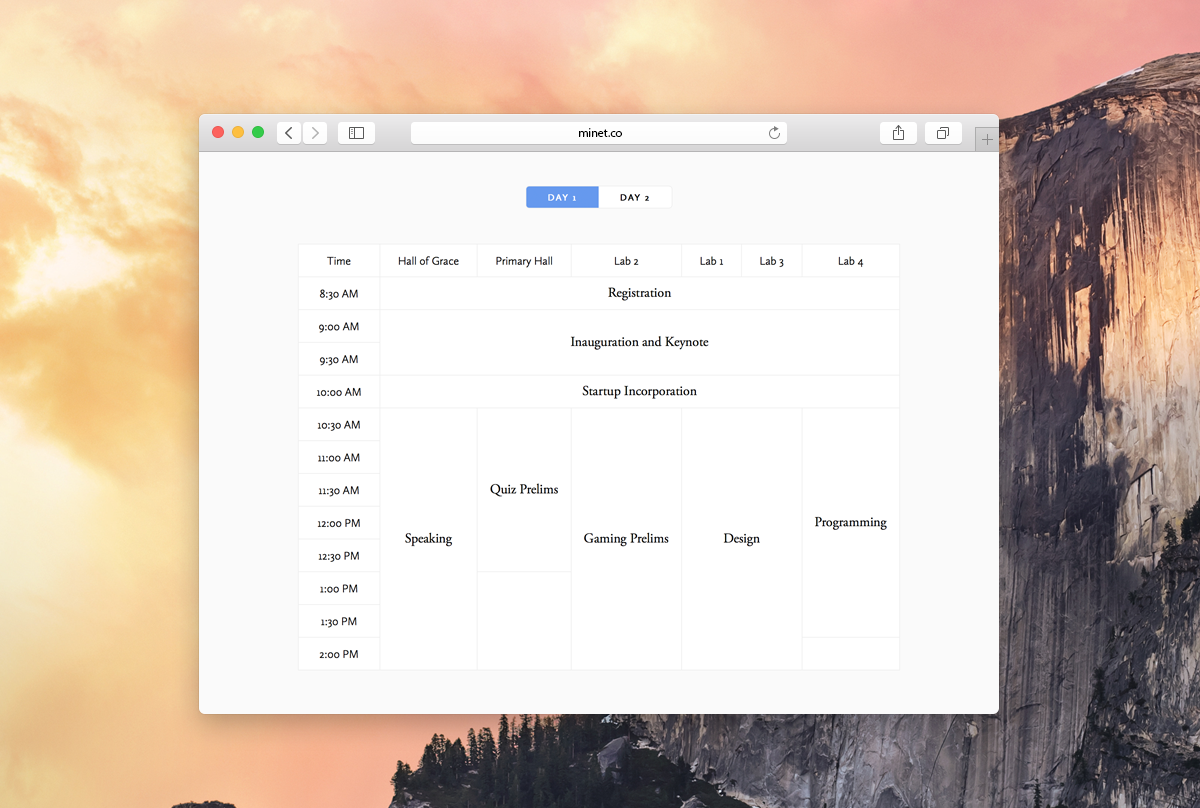 minet.co
DAY 1 DAY 2
Time Hall of Grace Primary Hall Lab 2 Lab 1 Lab 3 Lab 4
8:30 AM Registration
9:00 AM
Inauguration and Keynote
9:30 AM
10:00 AM Startup Incorporation
10:30 AM
11:00 AM
11:30 AM Quiz Prelims
12:00 PM Programming
Speaking Gaming Prelims Design
12:30 PM
1:00 PM
1:30 PM
2:00 PM